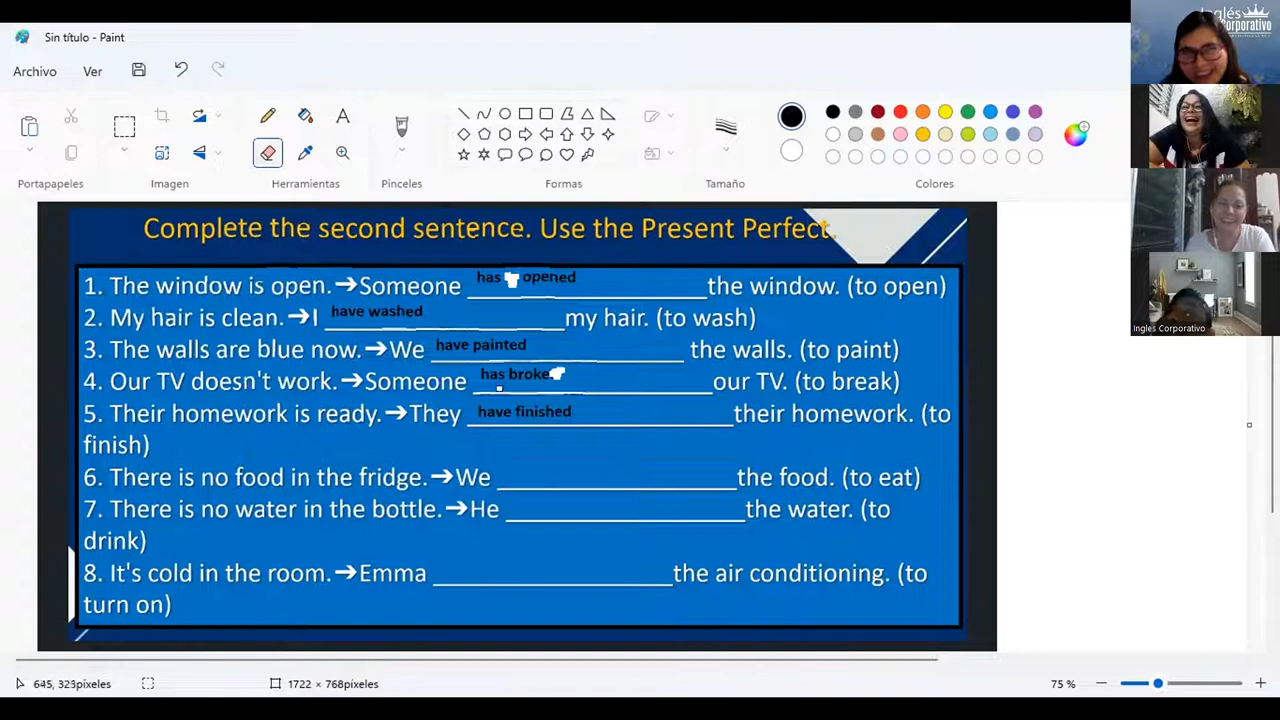 Sin título - Paint
Inglés
Corporativo
Archivo Ver
Portapapeles Imagen Herramientas Pinceles Formas Tamaño Colores
Ingles Corporativo
Complete the second sentence. Use the Present Perfect.
1. The window is open.➔Someone has opened the window. (to open)
2. My hair is clean.➔I have washed my hair. (to wash)
3. The walls are blue now.➔We have painted the walls. (to paint)
4. Our TV doesn't work.➔Someone has broke our TV. (to break)
5. Their homework is ready.➔They have finished their homework. (to
finish)
6. There is no food in the fridge.➔We ____________________the food. (to eat)
7. There is no water in the bottle.➔He ____________________the water. (to
drink)
8. It's cold in the room.➔Emma ____________________the air conditioning. (to
turn on)
645, 325píxeles 1722 × 768píxeles 75 %